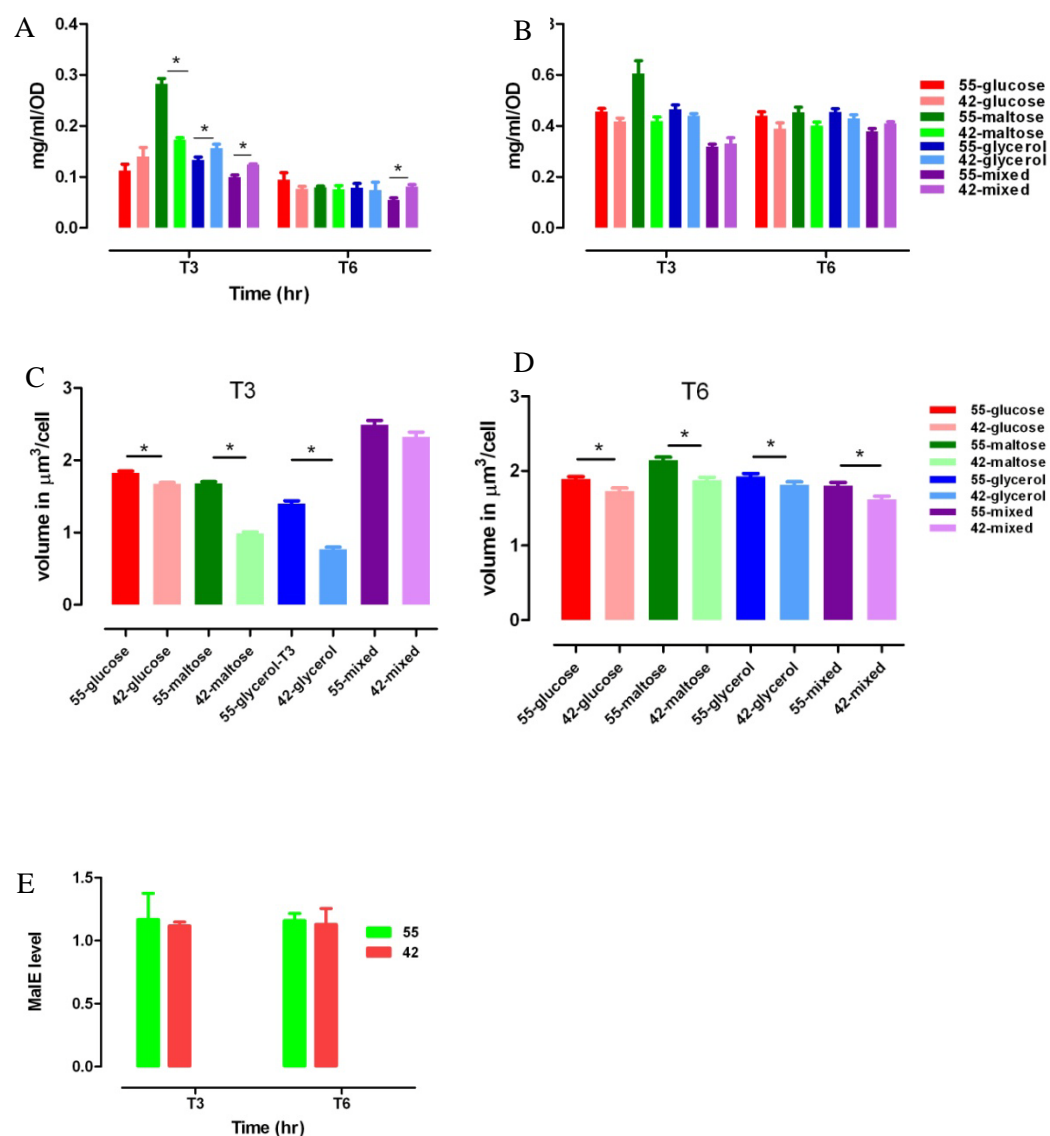 A
mg/ml/OD
0.4
0.3
0.2
0.1
0.0
*
*
*
*
T3
T6
Time (hr)
B
mg/ml/OD
0.6
0.4
0.2
T3
T6
55-glucose
42-glucose
55-maltose
42-maltose
55-glycerol
42-glycerol
55-mixed
42-mixed
C
T3
volume in μm³/cell
3
2
1
0
*
*
*
55-glucose
42-glucose
55-maltose
42-maltose
55-glycerol-T3
42-glycerol
55-mixed
42-mixed
D
T6
volume in μm³/cell
3
2
1
0
*
*
*
*
55-glucose
42-glucose
55-maltose
42-maltose
55-glycerol
42-glycerol
55-mixed
42-mixed
55-glucose
42-glucose
55-maltose
42-maltose
55-glycerol
42-glycerol
55-mixed
42-mixed
E
MalE level
1.5
1.0
0.5
0.0
T3
T6
Time (hr)
55
42